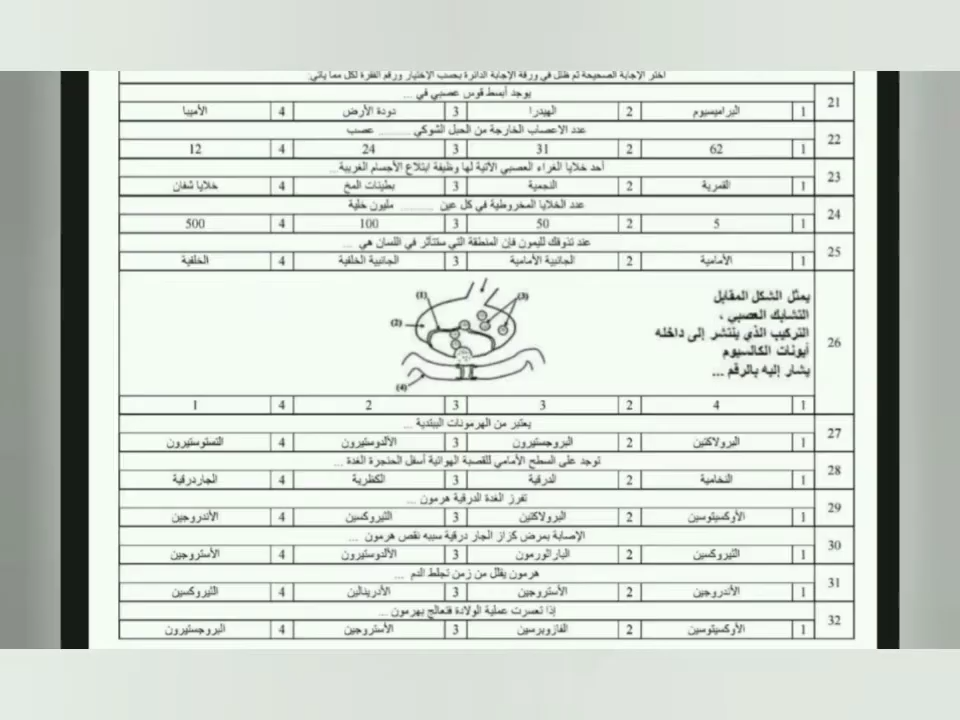 اختر الإجابة الصحيحة ثم ظلل في ورقة الإجابة الدائرة بحسب الإختيار ورقم الفقرة لكل مما يأتي:
21 يوجد أبسط قوس عصبي في ...
1 البراميسيوم 2 الهيدرا 3 دودة الأرض 4 الأميبا
22 عدد الاعصاب الخارجة من الحبل الشوكي ........... عصب
1 62 2 31 3 24 4 12
23 أحد خلايا الغراء العصبي الآتية لها وظيفة ابتلاع الأجسام الغريبة...
1 القمرية 2 النجمية 3 بطينات المخ 4 خلايا شفان
24 عدد الخلايا المخروطية في كل عين ........... مليون خلية
1 5 2 50 3 100 4 500
25 عند تذوقك لليمون فإن المنطقة التي ستتأثر في اللسان هي ...
1 الأمامية 2 الجانبية الأمامية 3 الجانبية الخلفية 4 الخلفية
26 يمثل الشكل المقابل
التشابك العصبي ،
التركيب الذي ينتشر إلى داخله
أيونات الكالسيوم
يشار إليه بالرقم ...
(1) (2) (3) (4)
1 4 2 3 3 2 4 1
27 يعتبر من الهرمونات الببتدية ...
1 البرولاكتين 2 البروجستيرون 3 الألدوستيرون 4 التستوستيرون
28 توجد على السطح الأمامي للقصبة الهوائية أسفل الحنجرة الغدة ...
1 النخامية 2 الدرقية 3 الكظرية 4 الجاردرقية
29 تفرز الغدة الدرقية هرمون ...
1 الأوكسيتوسين 2 البرولاكتين 3 الثيروكسين 4 الأندروجين
30 الإصابة بمرض كزاز الجار درقية سببه نقص هرمون ...
1 الثيروكسين 2 الباراثورمون 3 الألدوستيرون 4 الأستروجين
31 هرمون يقلل من زمن تجلط الدم ...
1 الأندروجين 2 الأستروجين 3 الأدرينالين 4 الثيروكسين
32 إذا تعسرت عملية الولادة فتعالج بهرمون ...
1 الأوكسيتوسين 2 الفازوبرسين 3 الأستروجين 4 البروجستيرون